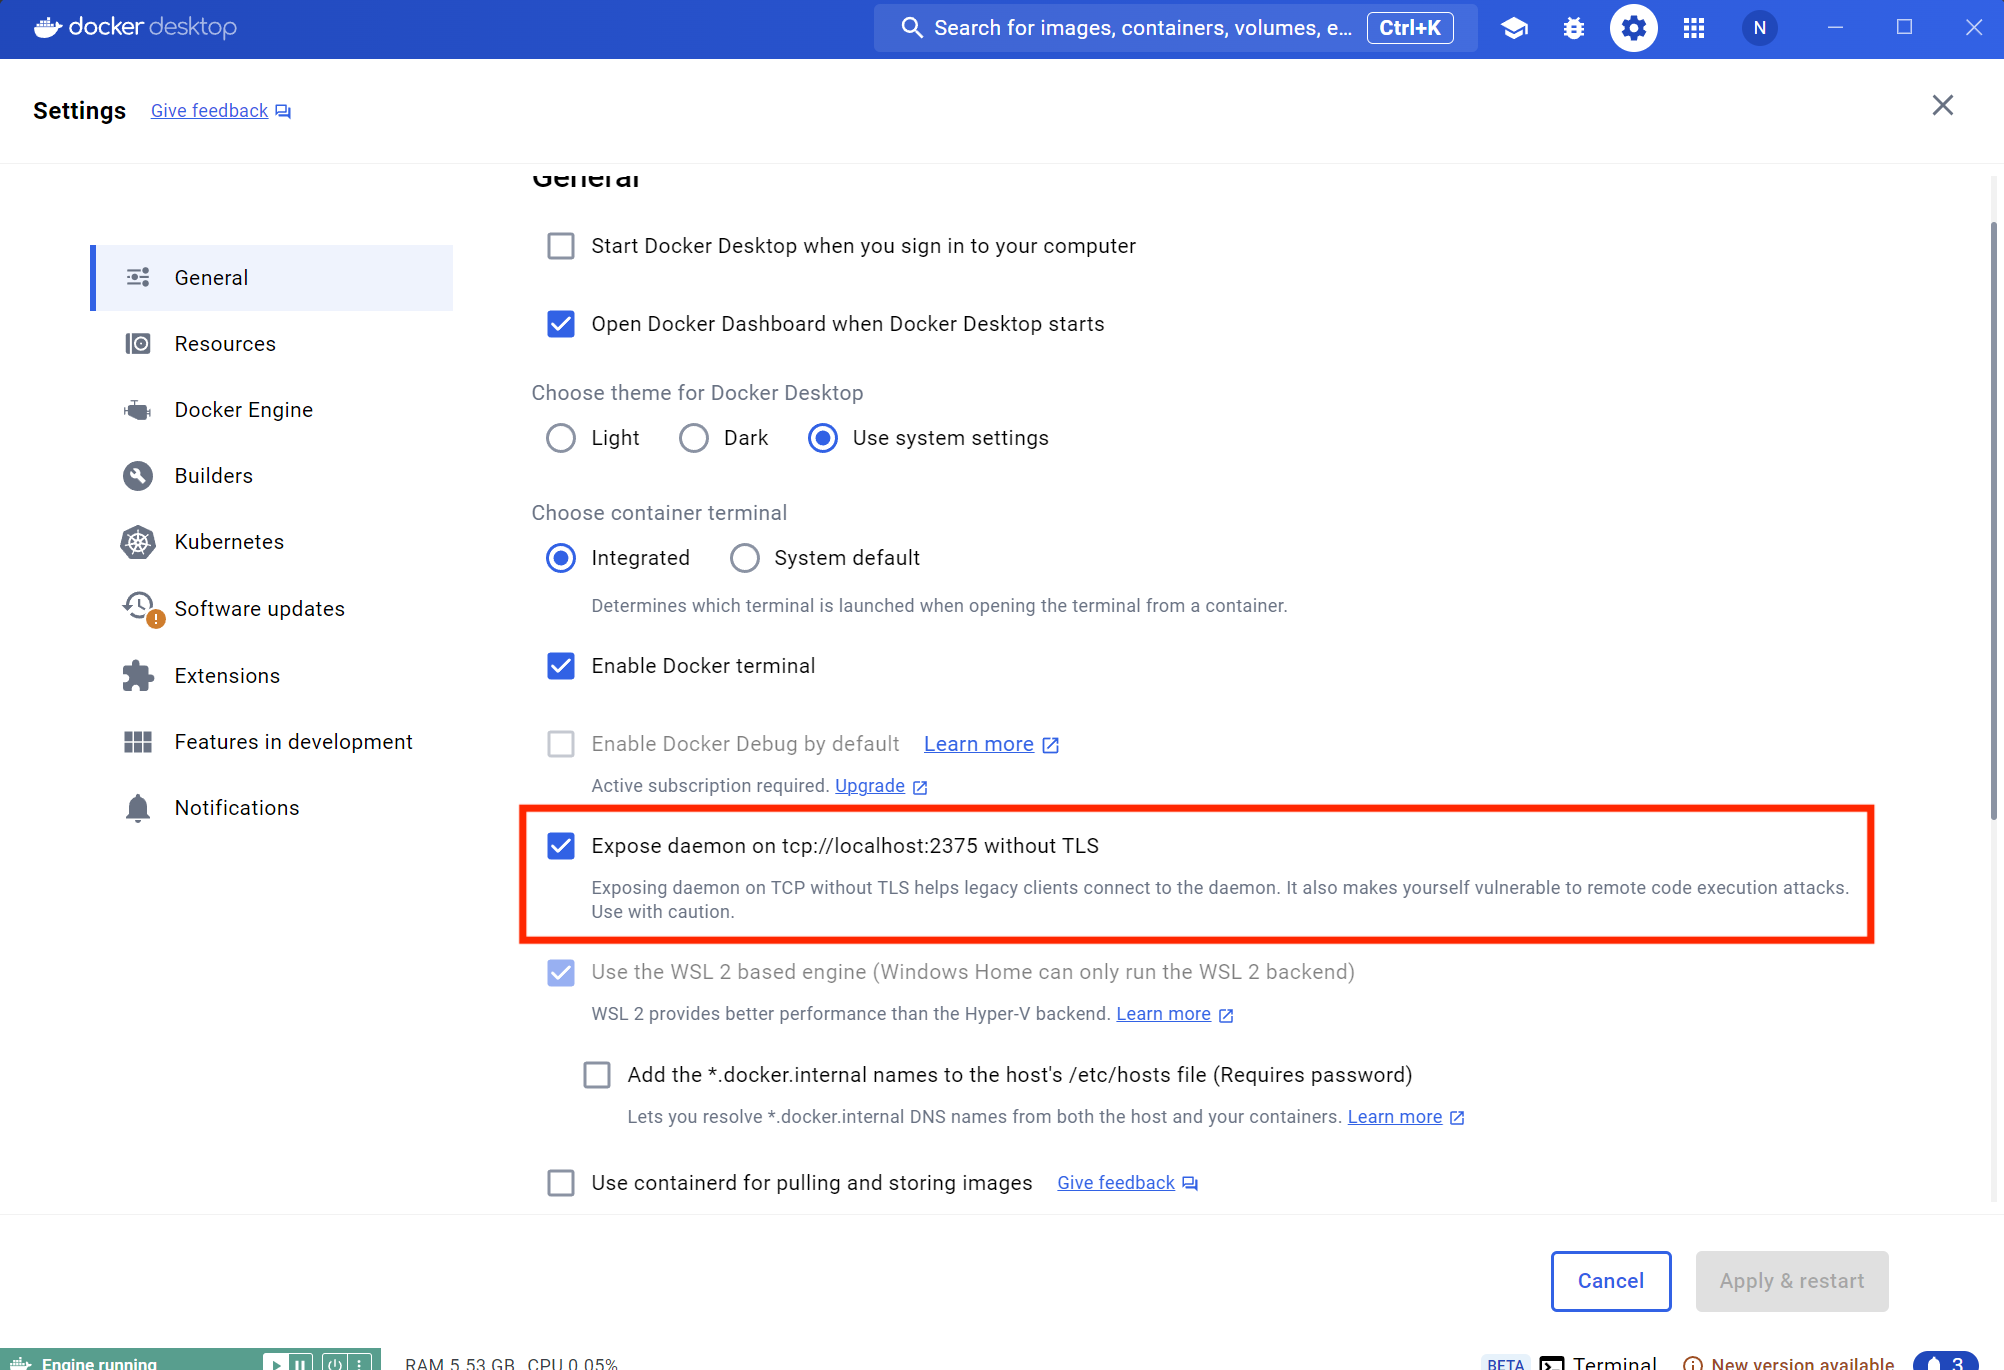 docker desktop
Search for images, containers, volumes, e... Ctrl+K
N
Settings Give feedback
General
General
Resources
Docker Engine
Builders
Kubernetes
Software updates
Extensions
Features in development
Notifications
Start Docker Desktop when you sign in to your computer
Open Docker Dashboard when Docker Desktop starts
Choose theme for Docker Desktop
Light Dark Use system settings
Choose container terminal
Integrated System default
Determines which terminal is launched when opening the terminal from a container.
Enable Docker terminal
Enable Docker Debug by default Learn more
Active subscription required. Upgrade
Expose daemon on tcp://localhost:2375 without TLS
Exposing daemon on TCP without TLS helps legacy clients connect to the daemon. It also makes yourself vulnerable to remote code execution attacks.
Use with caution.
Use the WSL 2 based engine (Windows Home can only run the WSL 2 backend)
WSL 2 provides better performance than the Hyper-V backend. Learn more
Add the *.docker.internal names to the host's /etc/hosts file (Requires password)
Lets you resolve *.docker.internal DNS names from both the host and your containers. Learn more
Use containerd for pulling and storing images Give feedback
Cancel Apply & restart
Engine running RAM 5.53 GB CPU 0.05% BETA Terminal New version available 3